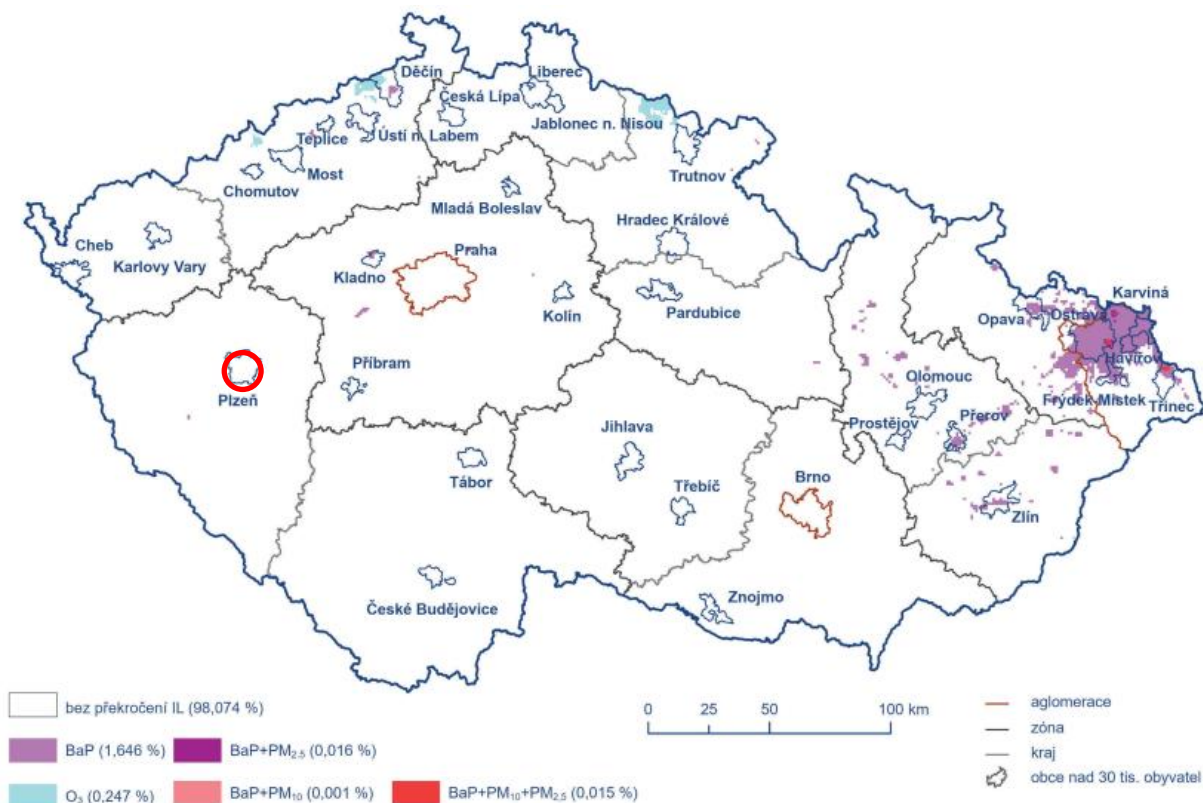 Děčín
Liberec
Česká Lípa
Jablonec n. Nisou
Teplice
Ústí n. Labem
Most
Chomutov
Trutnov
Mladá Boleslav
Hradec Králové
Cheb
Karlovy Vary
Praha
Kladno
Kolín
Pardubice
Karviná
Opava
Ostrava
Havířov
Příbram
Plzeň
Olomouc
Frýdek Místek
Třinec
Prostějov
Přerov
Jihlava
Tábor
Třebíč
Brno
Zlín
České Budějovice
Znojmo
bez překročení IL (98,074 %)
BaP (1,646 %)
BaP+PM₂.₅ (0,016 %)
O₃ (0,247 %)
BaP+PM₁₀ (0,001 %)
BaP+PM₁₀+PM₂.₅ (0,015 %)
0 25 50 100 km
aglomerace
zóna
kraj
obce nad 30 tis. obyvatel